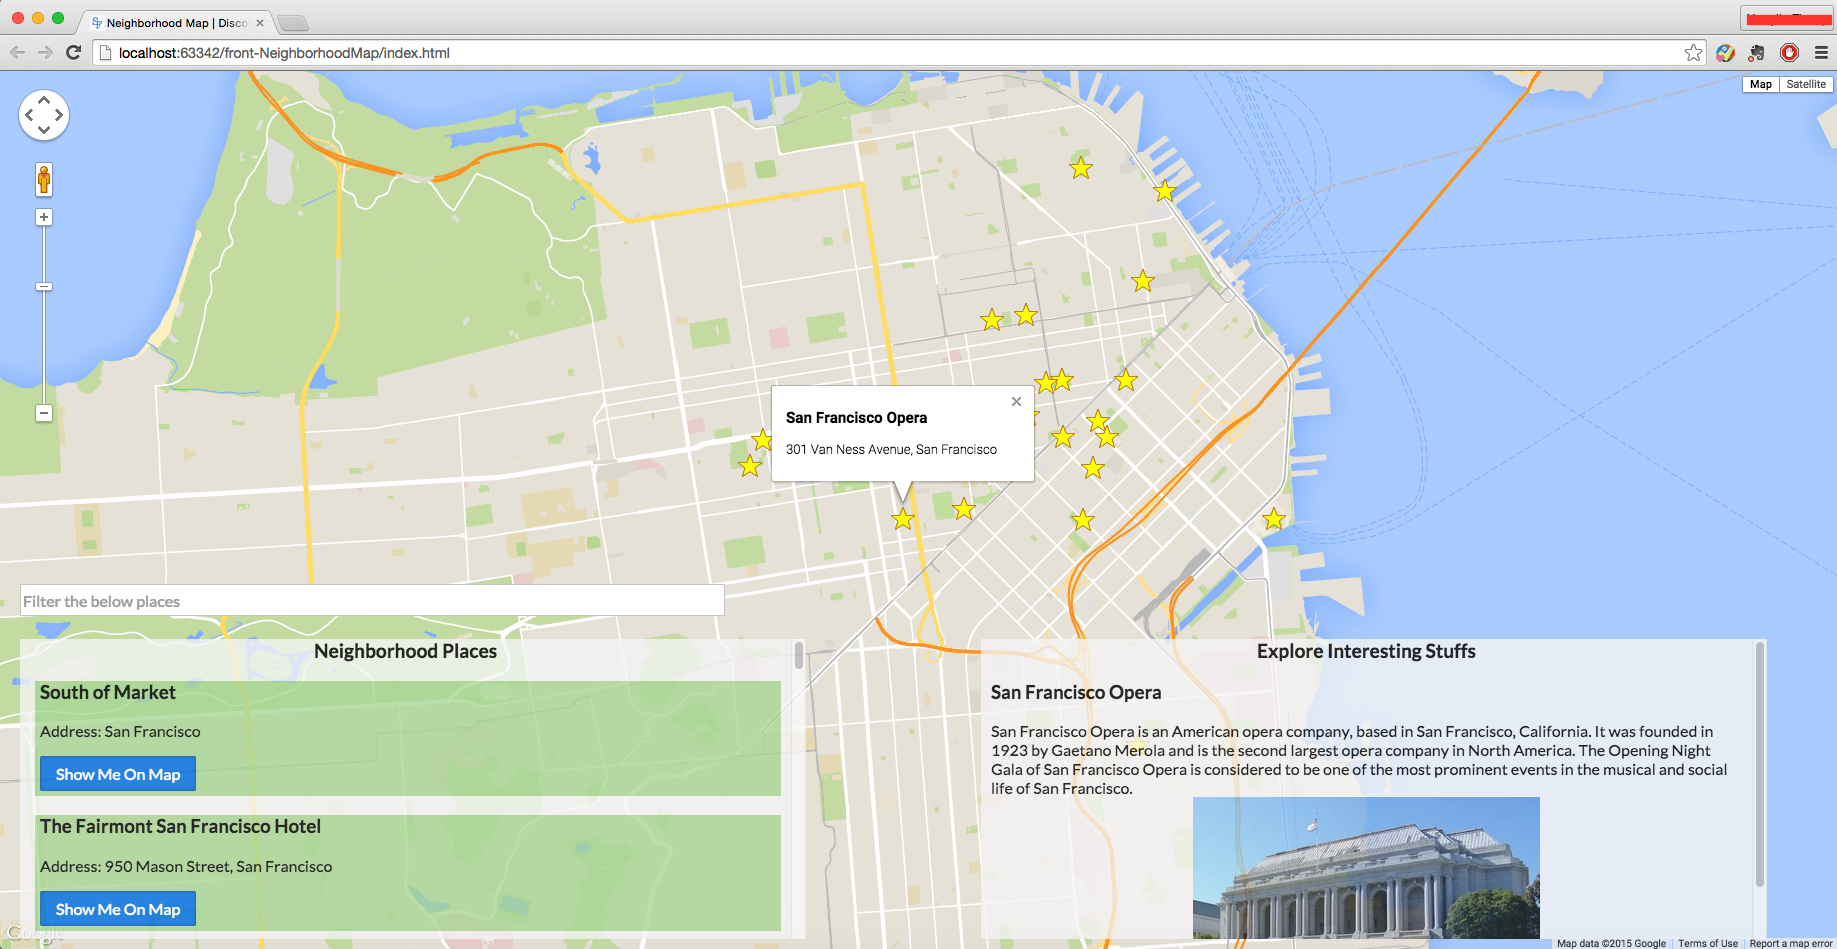 Neighborhood Map | Disco
localhost:63342/front-NeighborhoodMap/index.html
Map Satellite
San Francisco Opera
301 Van Ness Avenue, San Francisco
Filter the below places
Neighborhood Places
South of Market
Address: San Francisco
Show Me On Map
The Fairmont San Francisco Hotel
Address: 950 Mason Street, San Francisco
Show Me On Map
Explore Interesting Stuffs
San Francisco Opera
San Francisco Opera is an American opera company, based in San Francisco, California. It was founded in
1923 by Gaetano Merola and is the second largest opera company in North America. The Opening Night
Gala of San Francisco Opera is considered to be one of the most prominent events in the musical and social
life of San Francisco.
Google
Map data ©2015 Google Terms of Use Report a map error